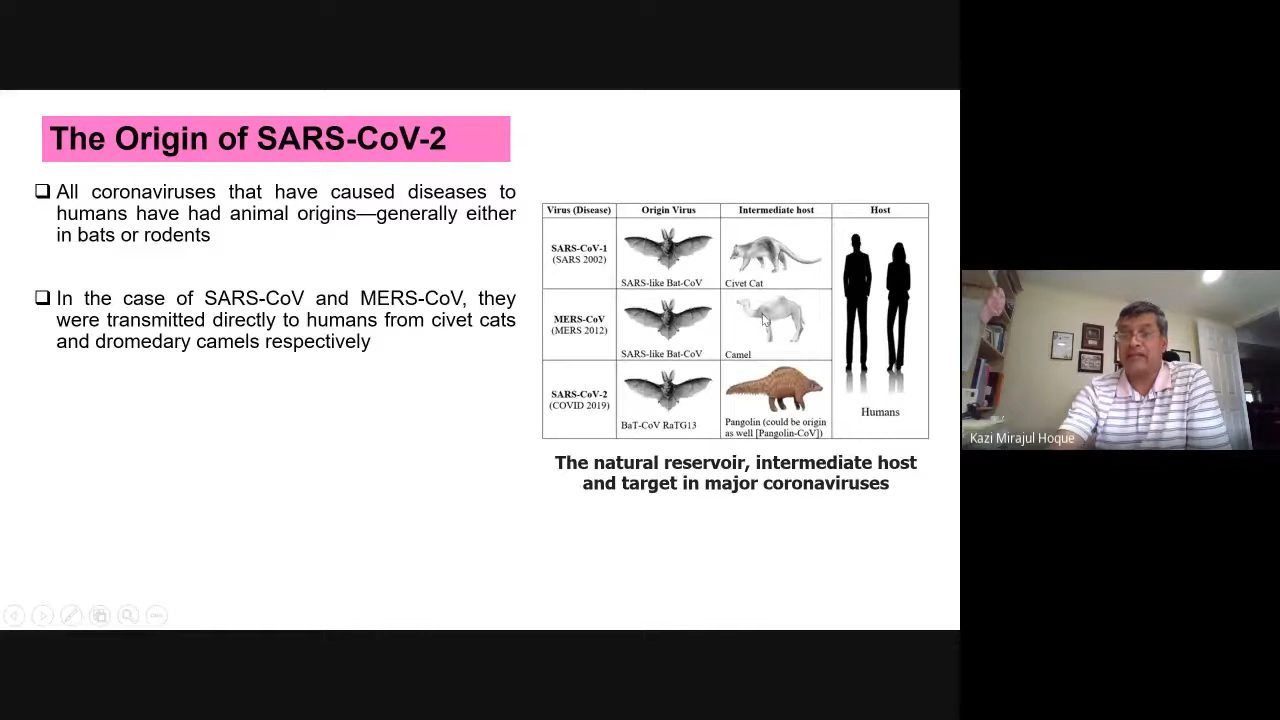 The Origin of SARS-CoV-2
All coronaviruses that have caused diseases to
humans have had animal origins—generally either
in bats or rodents
In the case of SARS-CoV and MERS-CoV, they
were transmitted directly to humans from civet cats
and dromedary camels respectively
Virus (Disease) Origin Virus Intermediate host Host
SARS-CoV-1
(SARS 2002)
SARS-like Bat-CoV
Civet Cat
MERS-CoV
(MERS 2012)
SARS-like Bat-CoV
Camel
SARS-CoV-2
(COVID 2019)
BaT-CoV RaTG13
Pangolin (could be origin
as well [Pangolin-CoV])
Humans
The natural reservoir, intermediate host
and target in major coronaviruses
Kazi Mirajul Hoque